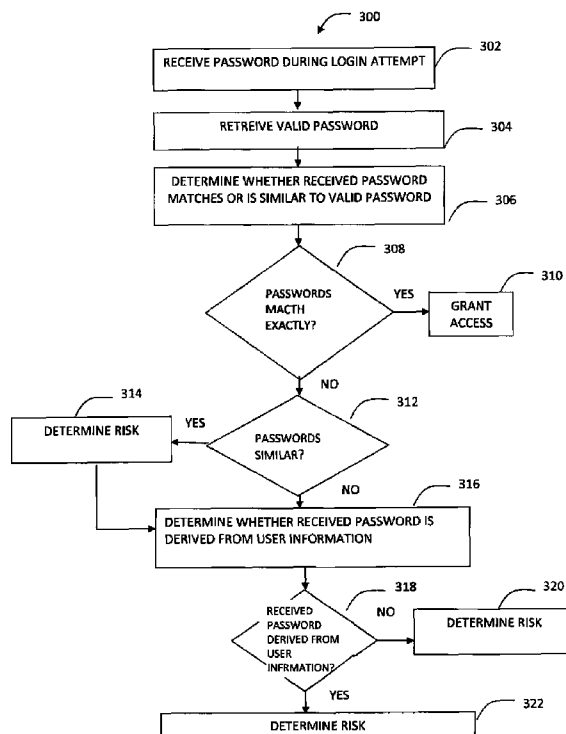 300
RECEIVE PASSWORD DURING LOGIN ATTEMPT
302
RETREIVE VALID PASSWORD
304
DETERMINE WHETHER RECEIVED PASSWORD
MATCHES OR IS SIMILAR TO VALID PASSWORD
306
308
PASSWORDS
MACTH
EXACTLY?
YES
310
GRANT
ACCESS
NO
314
DETERMINE RISK
YES
312
PASSWORDS
SIMILAR?
NO
316
DETERMINE WHETHER RECEIVED PASSWORD IS
DERIVED FROM USER INFORMATION
318
RECEIVED
PASSWORD
DERIVED FROM
USER
INFRMATION?
NO
320
DETERMINE RISK
YES
322
DETERMINE RISK